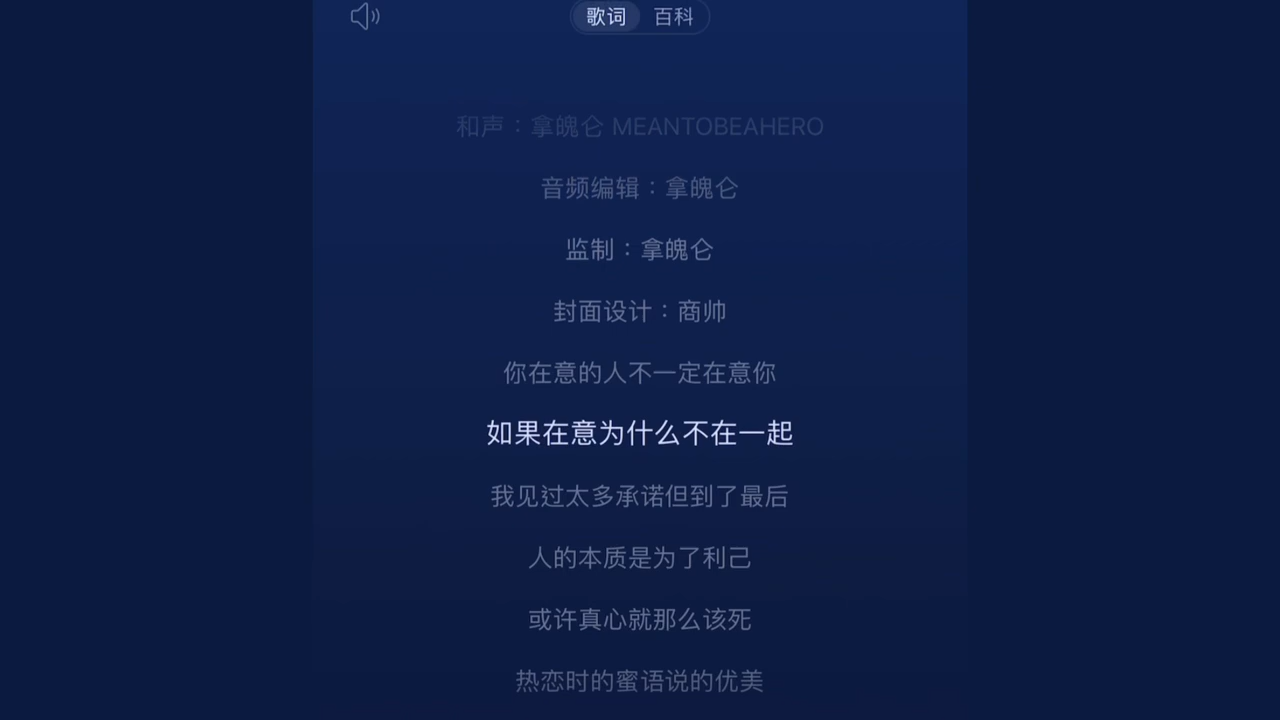 歌词 百科
和声：拿魄仑 MEANTOBEAHERO
音频编辑：拿魄仑
监制：拿魄仑
封面设计：商帅
你在意的人不一定在意你
如果在意为什么不在一起
我见过太多承诺但到了最后
人的本质是为了利己
或许真心就那么该死
热恋时的蜜语说的优美